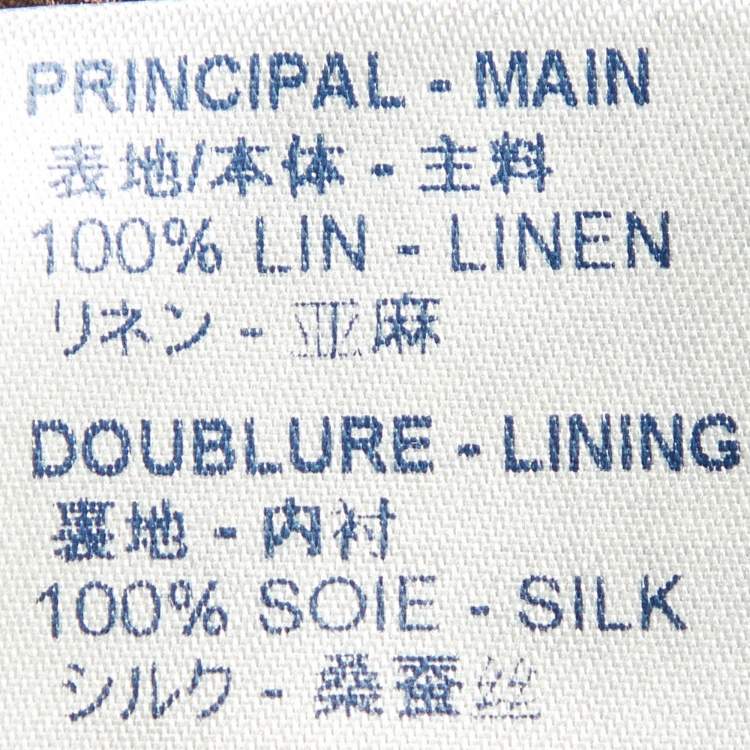 PRINCIPAL - MAIN
表地/本体 - 主料
100% LIN - LINEN
リネン - 亚麻
DOUBLURE - LINING
裏地 - 内衬
100% SOIE - SILK
シルク - 桑蚕丝